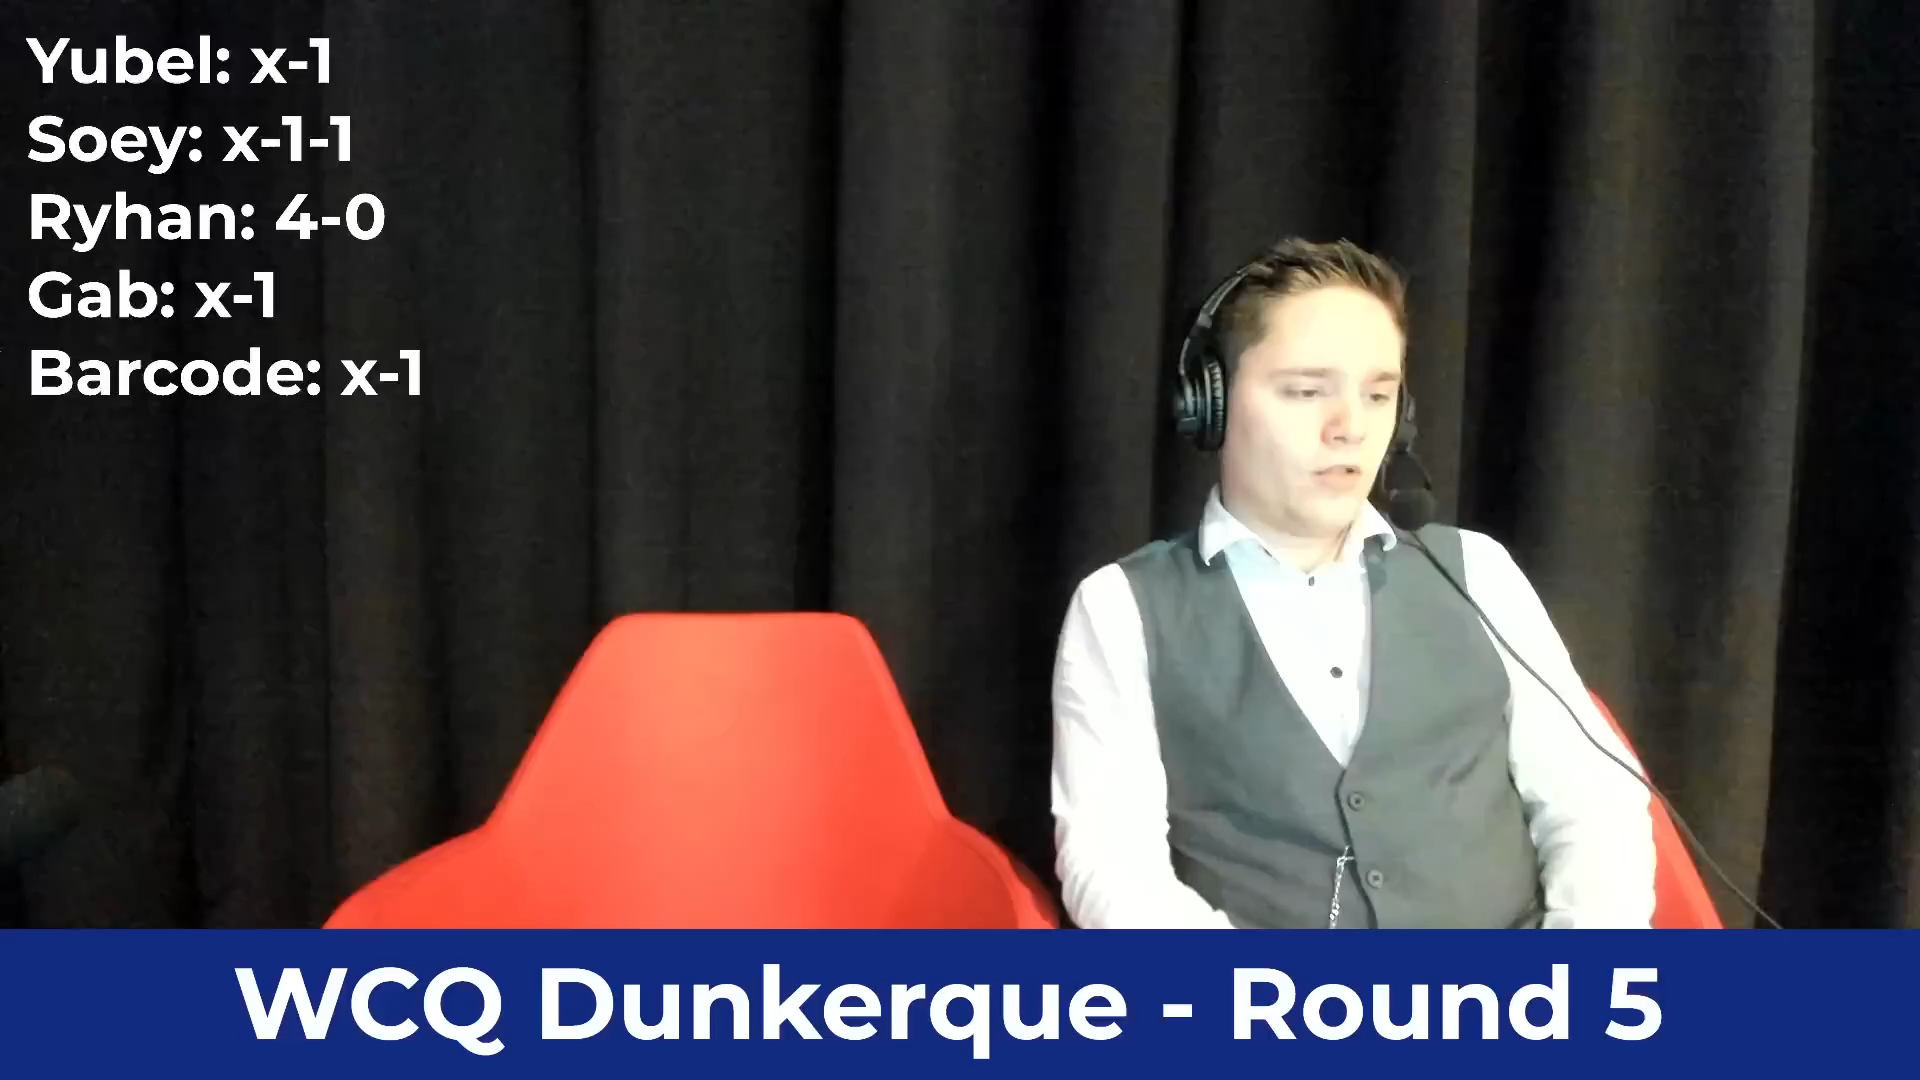 Yubel: x-1
Soey: x-1-1
Ryhan: 4-0
Gab: x-1
Barcode: x-1
WCQ Dunkerque - Round 5